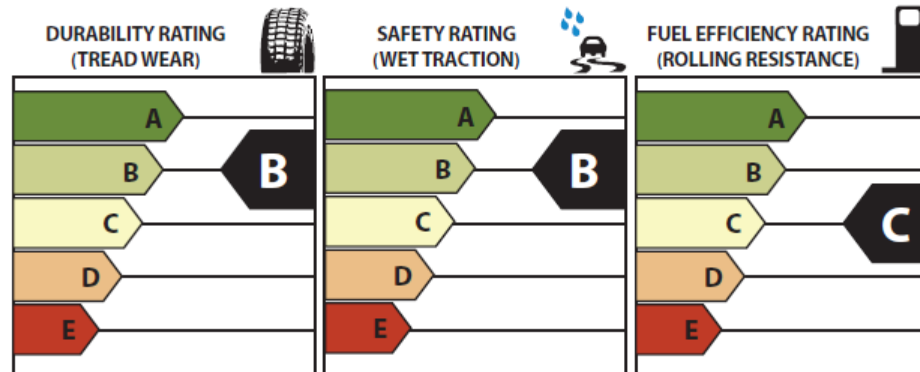 DURABILITY RATING
(TREAD WEAR)
A
B
B
C
D
E
SAFETY RATING
(WET TRACTION)
A
B
B
C
D
E
FUEL EFFICIENCY RATING
(ROLLING RESISTANCE)
A
B
C
C
D
E